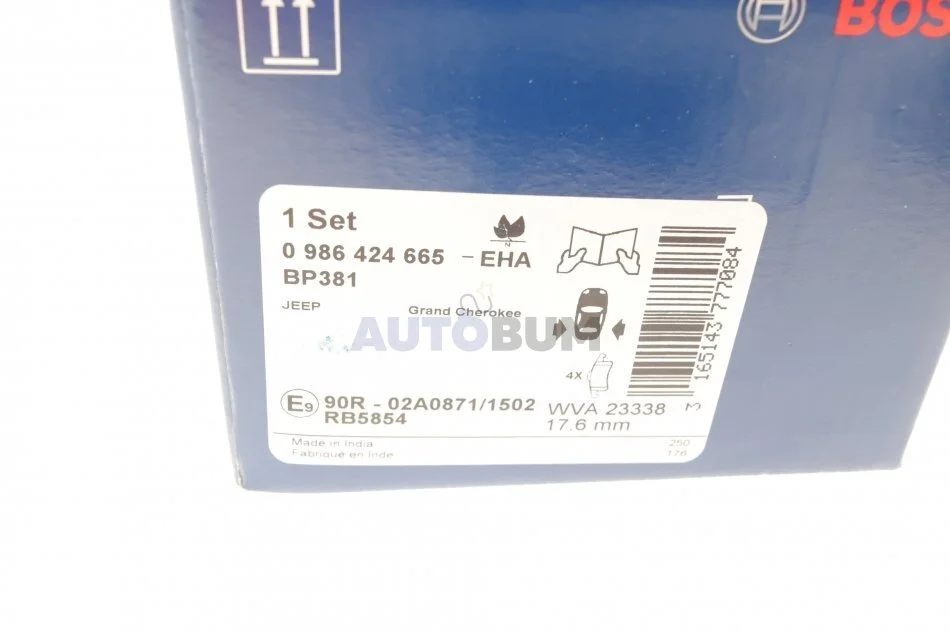 BOS
1 Set
0 986 424 665 - EHA
N
BP381
JEEP Grand Cherokee
AUTOBUM
4X
165143 777084
E9 90R - 02A0871/1502
RB5854
WVA 23338
17.6 mm
Made in India
Fabriqué en Inde
250
176